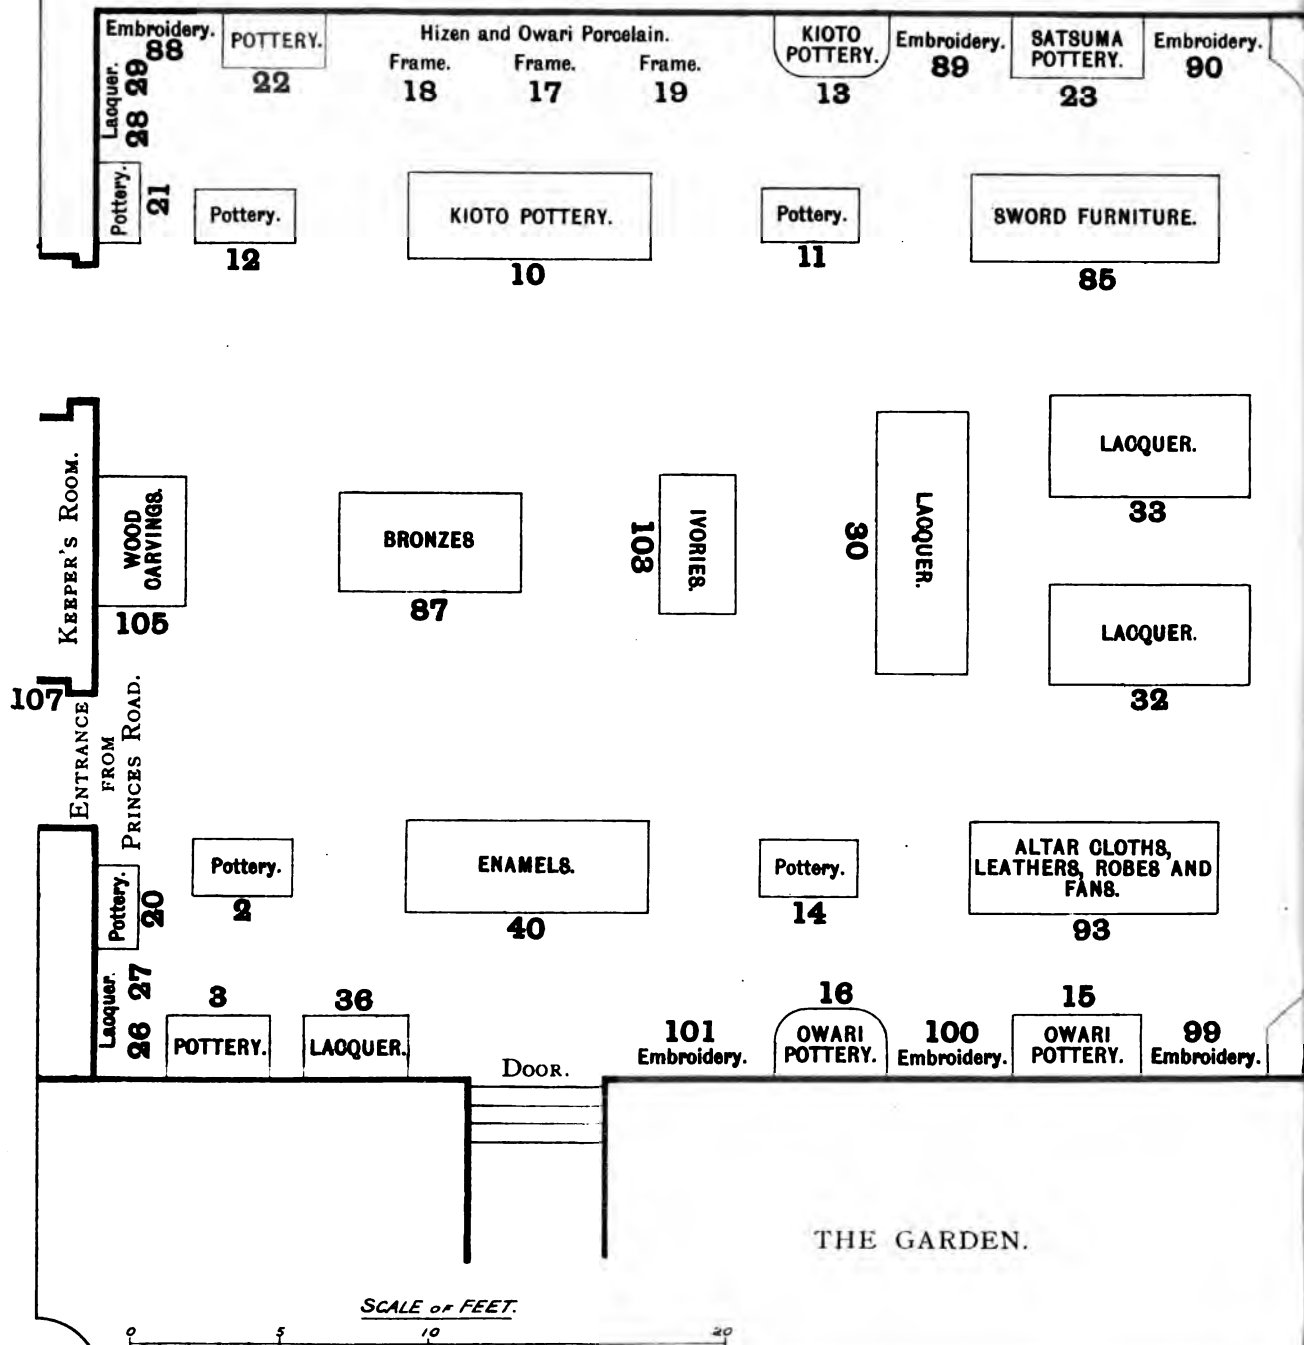 Embroidery.
88
Lacquer.
28 29
POTTERY.
22
Hizen and Owari Porcelain.
Frame. Frame. Frame.
18 17 19
KIOTO
POTTERY.
13
Embroidery.
89
SATSUMA
POTTERY.
23
Embroidery.
90
Pottery.
21
Pottery.
12
KIOTO POTTERY.
10
Pottery.
11
SWORD FURNITURE.
85
KEEPER'S ROOM.
WOOD
CARVINGS.
105
BRONZES
87
108
IVORIES.
30
LACQUER.
LACQUER.
33
LACQUER.
32
107
ENTRANCE
FROM
PRINCES ROAD.
Pottery.
20
Pottery.
2
ENAMELS.
40
Pottery.
14
ALTAR CLOTHS,
LEATHERS, ROBES AND
FANS.
93
Lacquer.
26 27
3
POTTERY.
36
LACQUER.
DOOR.
101
Embroidery.
16
OWARI
POTTERY.
100
Embroidery.
15
OWARI
POTTERY.
99
Embroidery.
THE GARDEN.
SCALE OF FEET.
0 5 10 20